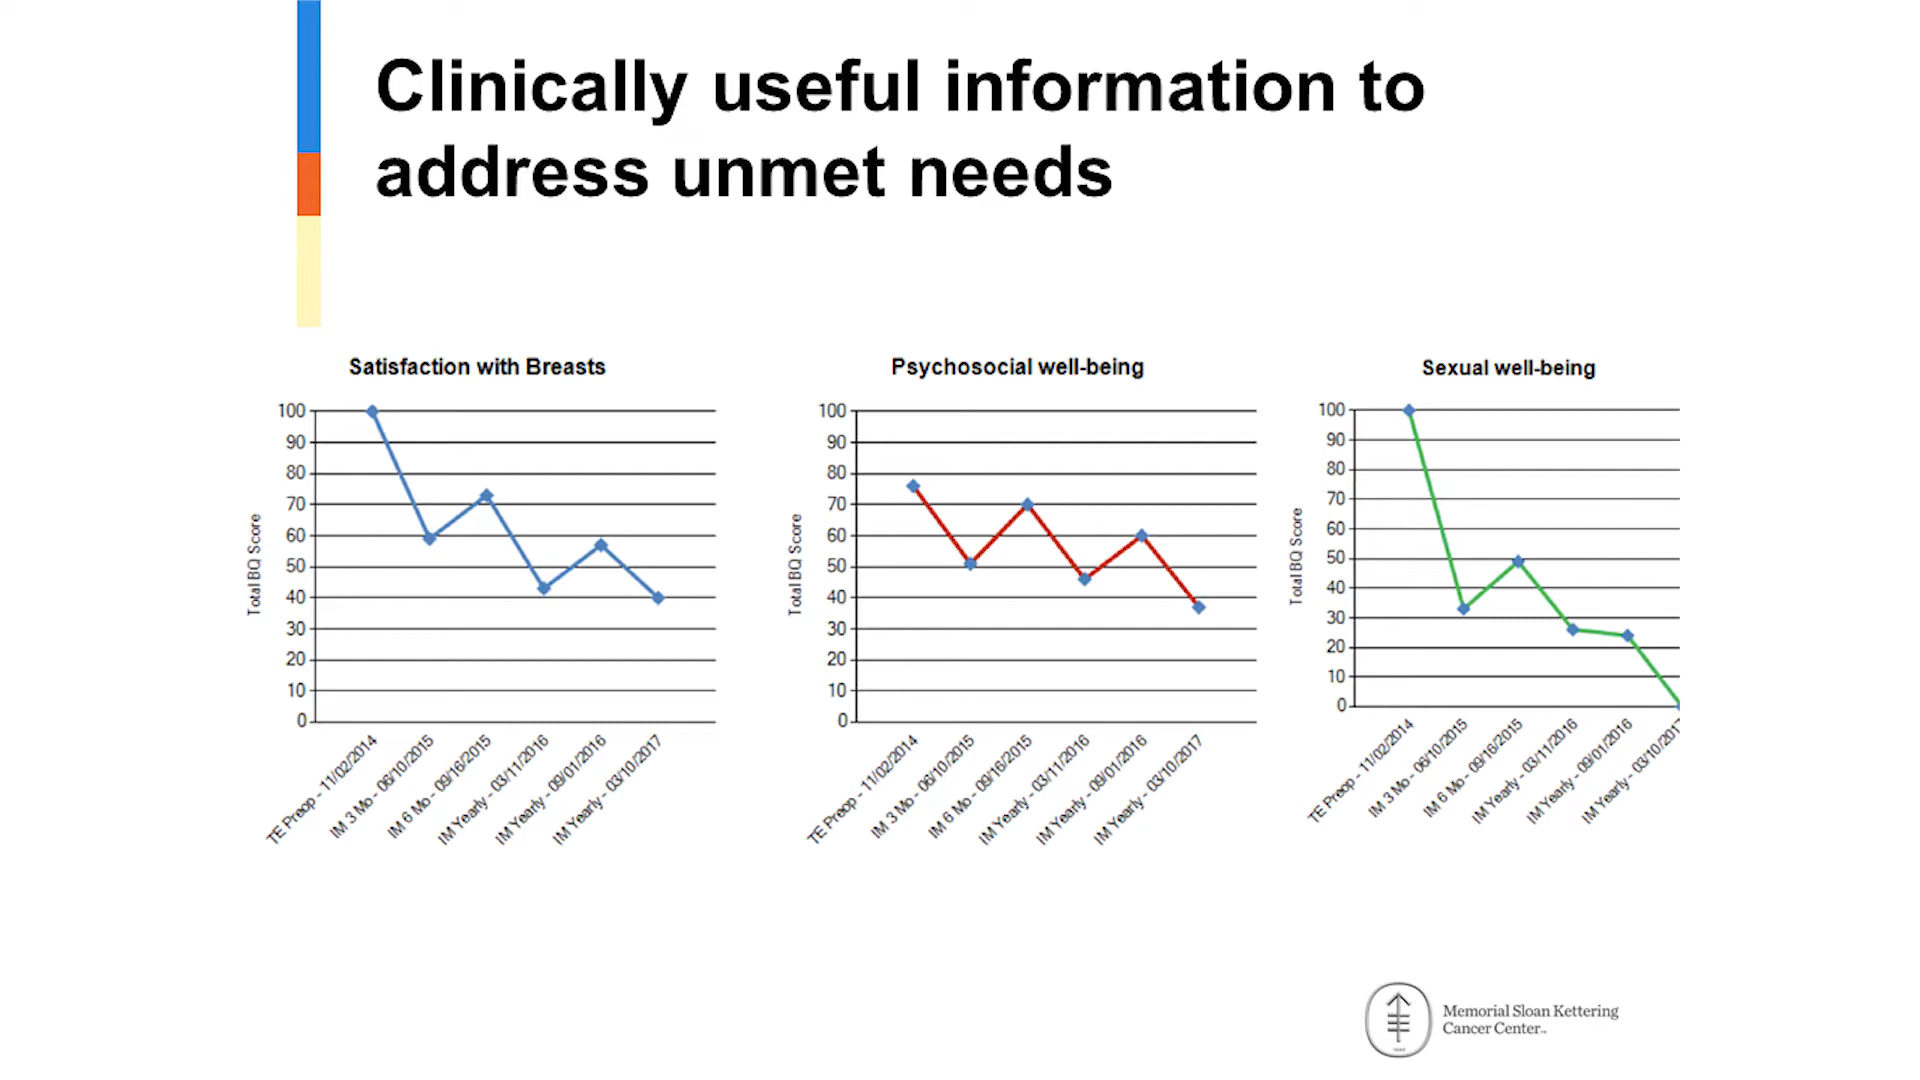 Clinically useful information to
address unmet needs
Satisfaction with Breasts
Total BQ Score
100
90
80
70
60
50
40
30
20
10
0
TE Preop - 11/02/2014
IM 3 Mo - 06/10/2015
IM 6 Mo - 09/16/2015
IM Yearly - 03/11/2016
IM Yearly - 09/01/2016
IM Yearly - 03/10/2017
Psychosocial well-being
Total BQ Score
100
90
80
70
60
50
40
30
20
10
0
TE Preop - 11/02/2014
IM 3 Mo - 06/10/2015
IM 6 Mo - 09/16/2015
IM Yearly - 03/11/2016
IM Yearly - 09/01/2016
IM Yearly - 03/10/2017
Sexual well-being
Total BQ Score
100
90
80
70
60
50
40
30
20
10
0
TE Preop - 11/02/2014
IM 3 Mo - 06/10/2015
IM 6 Mo - 09/16/2015
IM Yearly - 03/11/2016
IM Yearly - 09/01/2016
IM Yearly - 03/10/2017
Memorial Sloan Kettering
Cancer Center™